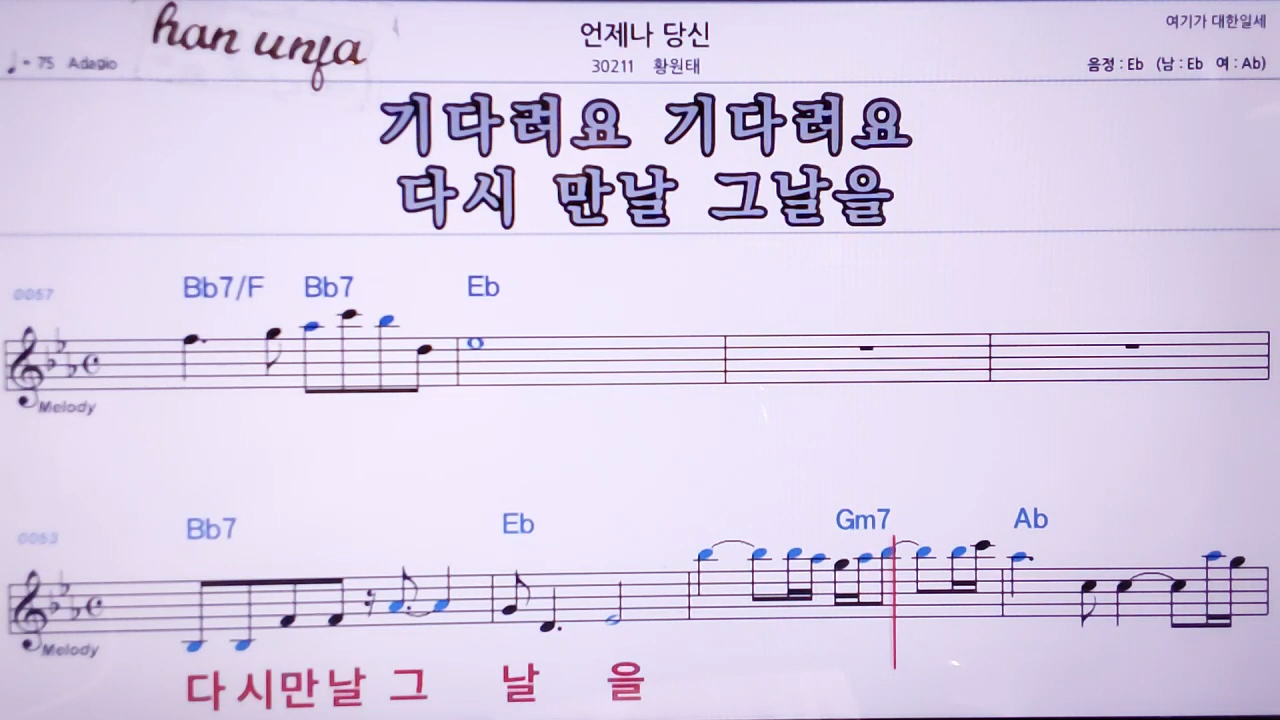 han unfa
언제나 당신
여기가 대한일세
♩ = 75 Adagio
30211 황원태
음정 : Eb (남 : Eb 여 : Ab)
기다려요 기다려요
다시 만날 그날을
0057
Bb7/F Bb7 Eb
Melody
0053
Bb7 Eb Gm7 Ab
Melody
다 시 만 날 그 날 을